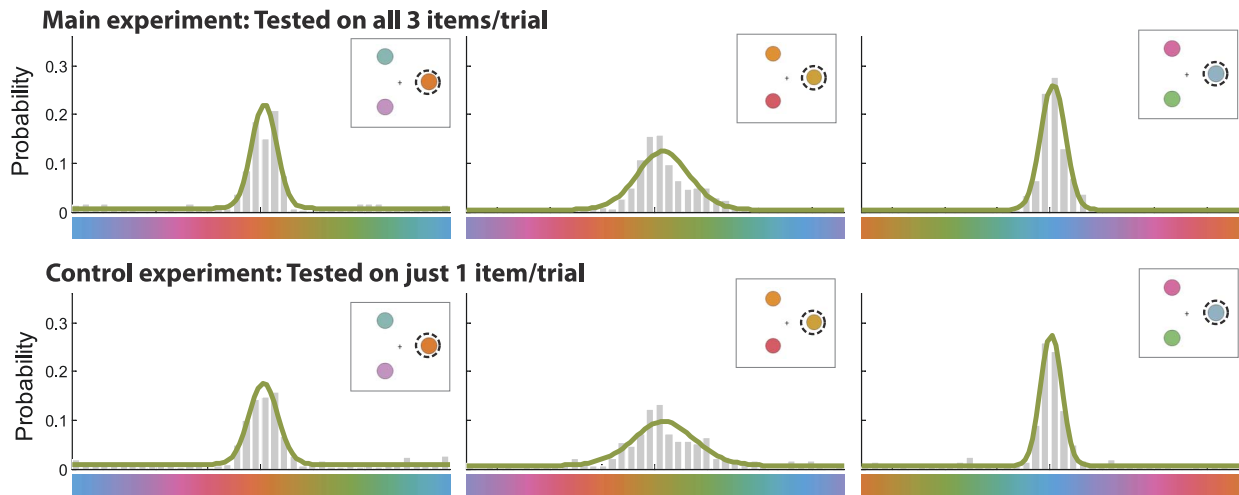 Main experiment: Tested on all 3 items/trial
Probability
0.3
0.2
0.1
0
Control experiment: Tested on just 1 item/trial
Probability
0.3
0.2
0.1
0